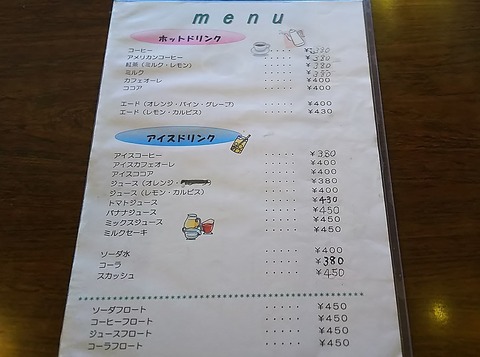 menu
ホットドリンク
コーヒー ・・・・・ ¥380
アメリカンコーヒー ・・・・・ ¥380
紅茶(ミルク・レモン) ・・・・・ ¥380
ミルク ・・・・・ ¥380
カフェオーレ ・・・・・ ¥400
ココア ・・・・・ ¥400
エード(オレンジ・パイン・グレープ) ・・・・・ ¥400
エード(レモン・カルピス) ・・・・・ ¥430
アイスドリンク
アイスコーヒー ・・・・・ ¥380
アイスカフェオーレ ・・・・・ ¥400
アイスココア ・・・・・ ¥400
ジュース(オレンジ・ ・・・・・ ¥380
ジュース(レモン・カルピス) ・・・・・ ¥400
トマトジュース ・・・・・ ¥430
バナナジュース ・・・・・ ¥450
ミックスジュース ・・・・・ ¥450
ミルクセーキ ・・・・・ ¥450
ソーダ水 ・・・・・ ¥400
コーラ ・・・・・ ¥380
スカッシュ ・・・・・ ¥450
ソーダフロート ・・・・・ ¥450
コーヒーフロート ・・・・・ ¥450
ジュースフロート ・・・・・ ¥450
コーラフロート ・・・・・ ¥450